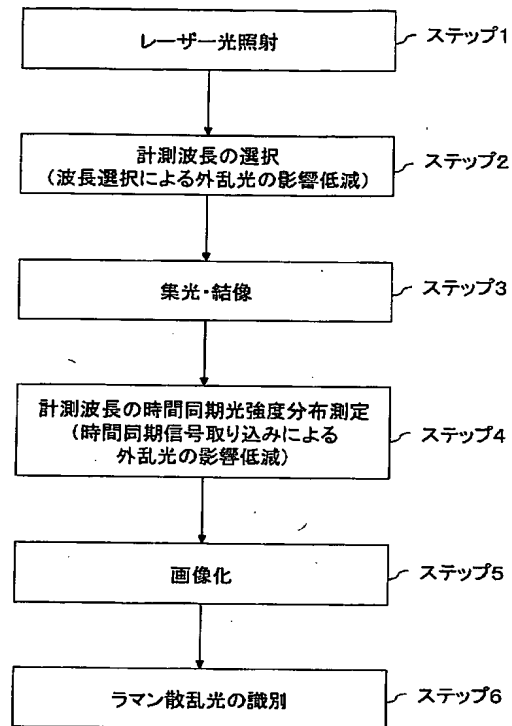 レーザー光照射
ステップ1
計測波長の選択
(波長選択による外乱光の影響低減)
ステップ2
集光・結像
ステップ3
計測波長の時間同期光強度分布測定
(時間同期信号取り込みによる
外乱光の影響低減)
ステップ4
画像化
ステップ5
ラマン散乱光の識別
ステップ6